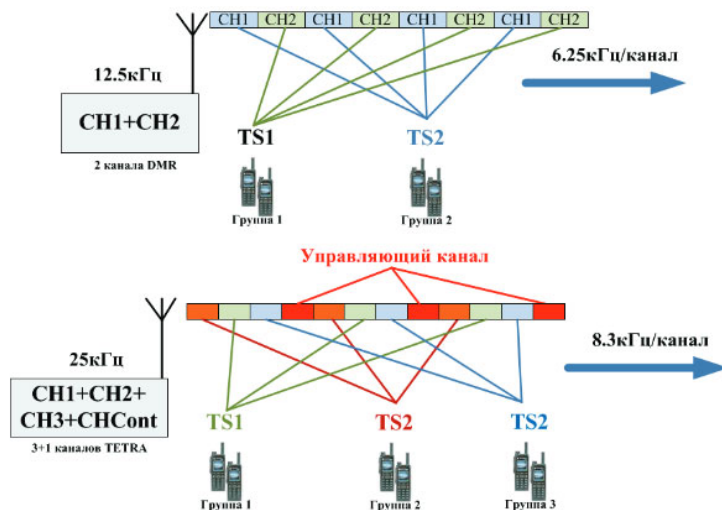 CH1 CH2 CH1 CH2 CH1 CH2 CH1 CH2
12.5кГц
6.25кГц/канал
CH1+CH2
2 канала DMR
TS1 TS2
Группа 1 Группа 2
Управляющий канал
25кГц
8.3кГц/канал
CH1+CH2+
CH3+CHCont
3+1 каналов TETRA
TS1 TS2 TS2
Группа 1 Группа 2 Группа 3